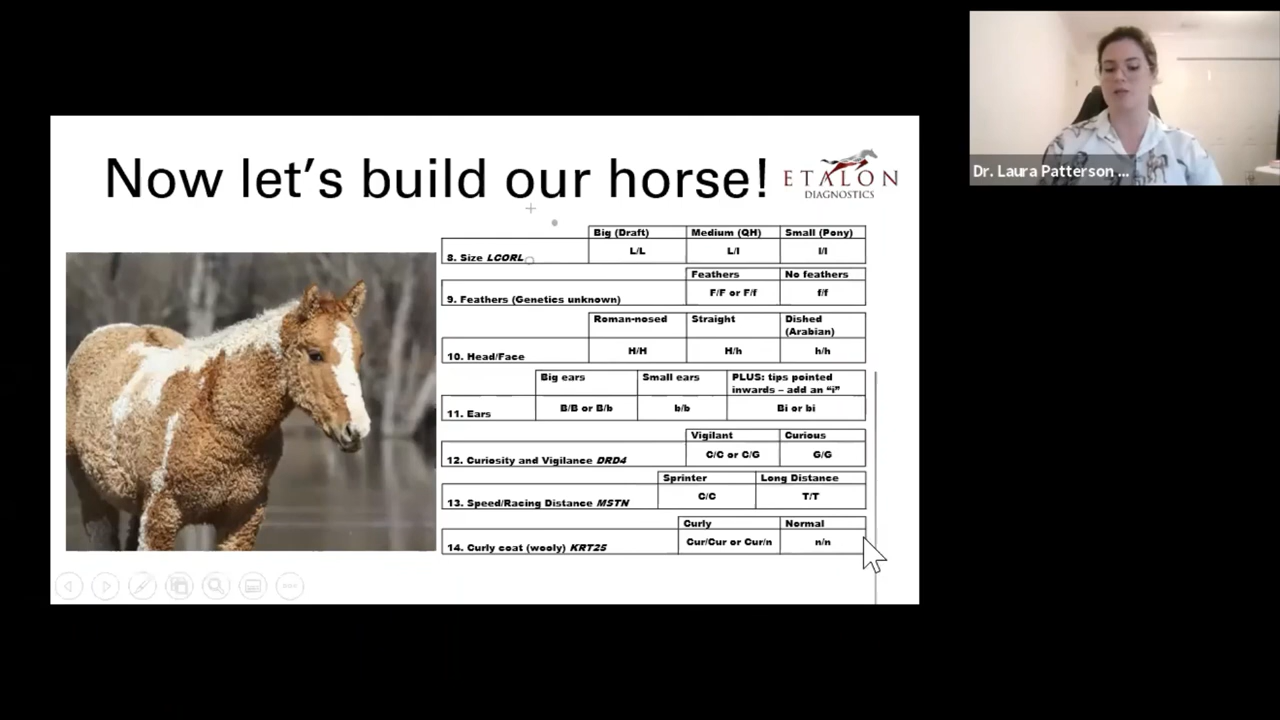 Now let's build our horse!
ETALON
DIAGNOSTICS
Big (Draft) Medium (QH) Small (Pony)
8. Size LCORL L/L L/l l/l
Feathers No feathers
9. Feathers (Genetics unknown) F/F or F/f f/f
Roman-nosed Straight Dished
(Arabian)
10. Head/Face H/H H/h h/h
Big ears Small ears PLUS: tips pointed
inwards – add an "i"
11. Ears B/B or B/b b/b Bi or bi
Vigilant Curious
12. Curiosity and Vigilance DRD4 C/C or C/G G/G
Sprinter Long Distance
13. Speed/Racing Distance MSTN C/C T/T
Curly Normal
14. Curly coat (wooly) KRT25 Cur/Cur or Cur/n n/n
Dr. Laura Patterson ...